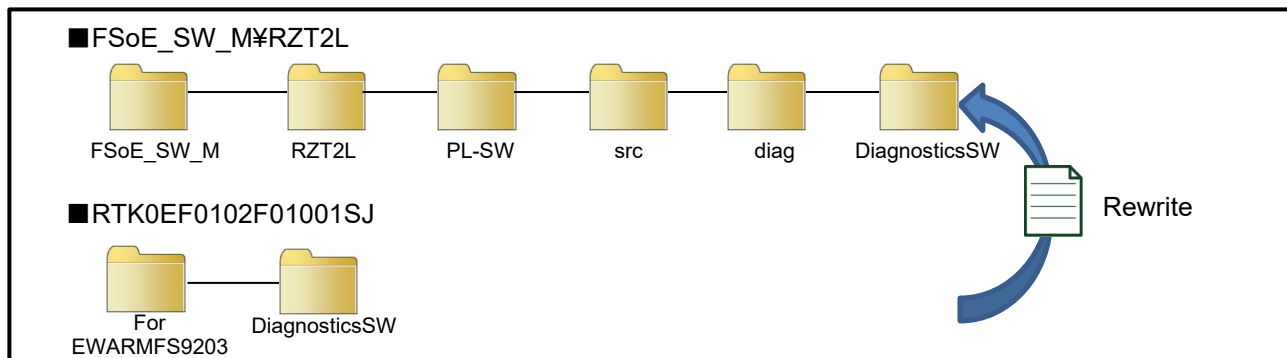 ■FSoE_SW_M¥RZT2L
FSoE_SW_M RZT2L PL-SW src diag DiagnosticsSW
Rewrite
■RTK0EF0102F01001SJ
For
EWARMFS9203 DiagnosticsSW